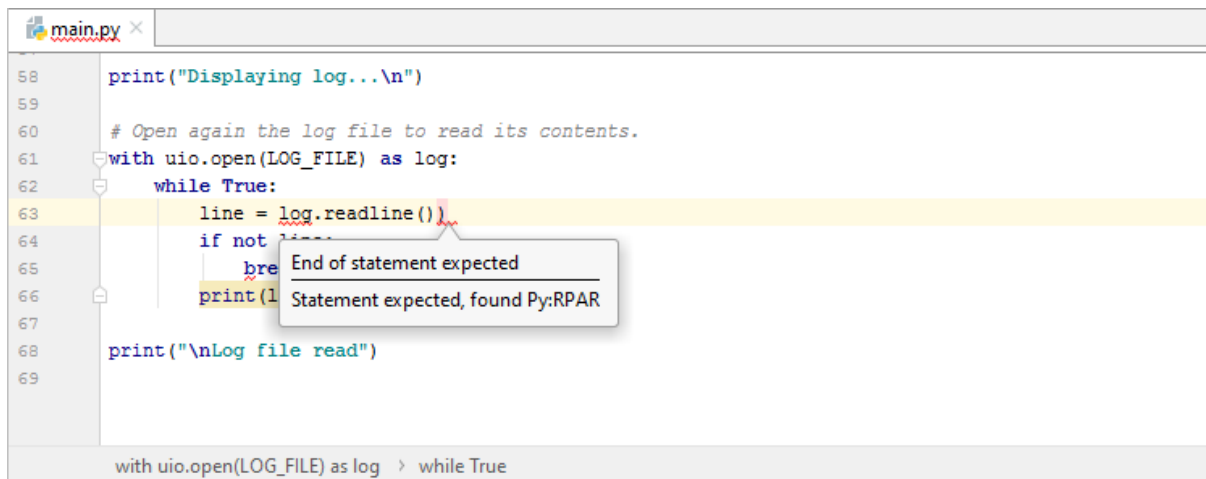 main.py
58 print("Displaying log...\n")
59
60 # Open again the log file to read its contents.
61 with uio.open(LOG_FILE) as log:
62 while True:
63 line = log.readline())
64 if not
65 bre
66 print(l
End of statement expected
Statement expected, found Py:RPAR
67
68 print("\nLog file read")
69
with uio.open(LOG_FILE) as log > while True